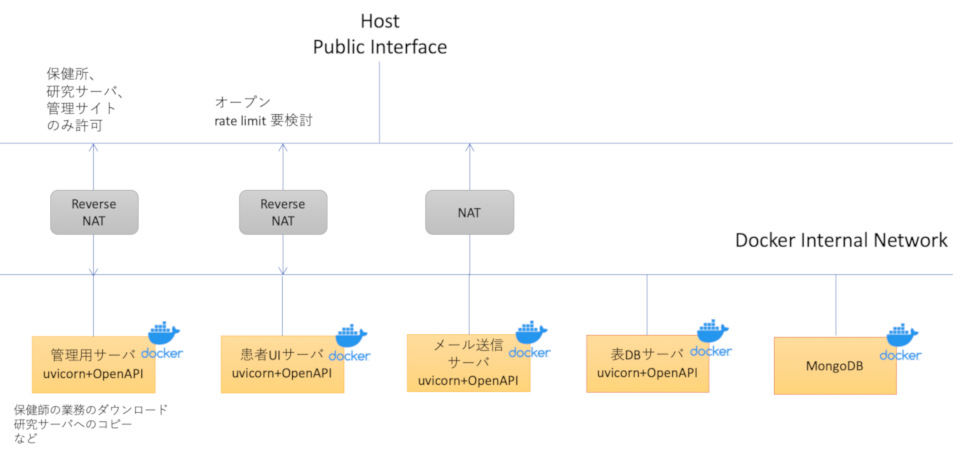 Host
Public Interface
保健所、
研究サーバ、
管理サイト
のみ許可
オープン
rate limit 要検討
Reverse
NAT
Reverse
NAT
NAT
Docker Internal Network
管理用サーバ
uvicorn+OpenAPI
docker
患者UIサーバ
uvicorn+OpenAPI
docker
メール送信
サーバ
uvicorn+OpenAPI
docker
表DBサーバ
uvicorn+OpenAPI
docker
MongoDB
docker
保健師の業務のダウンロード
研究サーバへのコピー
など